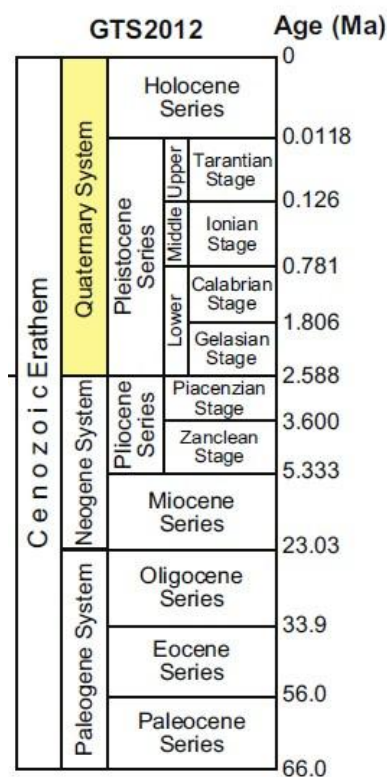 GTS2012 Age (Ma)
0
Cenozoic Erathem
Quaternary System
Holocene
Series
0.0118
Pleistocene
Series
Upper
Tarantian
Stage
0.126
Middle
Ionian
Stage
0.781
Lower
Calabrian
Stage
1.806
Gelasian
Stage
2.588
Neogene System
Pliocene
Series
Piacenzian
Stage
3.600
Zanclean
Stage
5.333
Miocene
Series
23.03
Paleogene System
Oligocene
Series
33.9
Eocene
Series
56.0
Paleocene
Series
66.0